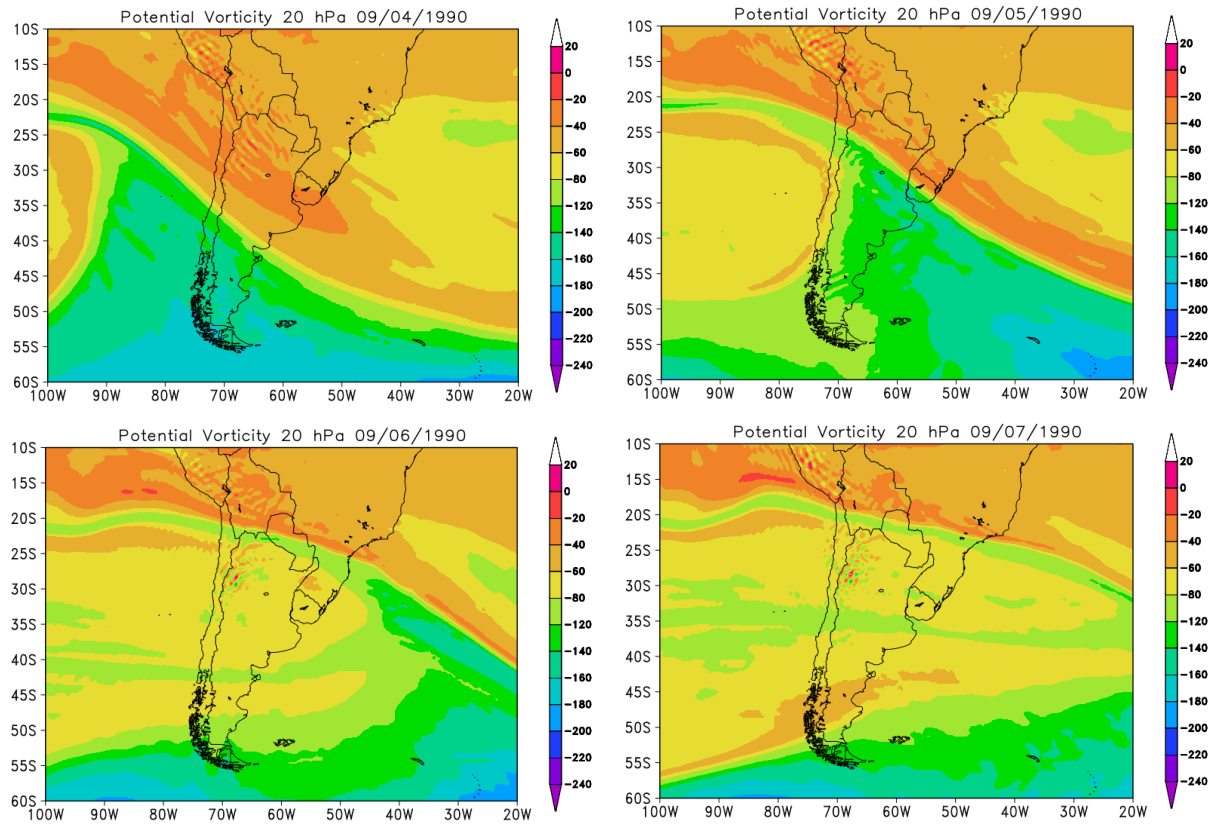 Potential Vorticity 20 hPa 09/04/1990
10S
15S
20S
25S
30S
35S
40S
45S
50S
55S
60S
100W 90W 80W 70W 60W 50W 40W 30W 20W
20
0
−20
−40
−60
−80
−100
−120
−140
−160
−180
−200
−220
−240
Potential Vorticity 20 hPa 09/05/1990
10S
15S
20S
25S
30S
35S
40S
45S
50S
55S
60S
100W 90W 80W 70W 60W 50W 40W 30W 20W
20
0
−20
−40
−60
−80
−100
−120
−140
−160
−180
−200
−220
−240
Potential Vorticity 20 hPa 09/06/1990
10S
15S
20S
25S
30S
35S
40S
45S
50S
55S
60S
100W 90W 80W 70W 60W 50W 40W 30W 20W
20
0
−20
−40
−60
−80
−100
−120
−140
−160
−180
−200
−220
−240
Potential Vorticity 20 hPa 09/07/1990
10S
15S
20S
25S
30S
35S
40S
45S
50S
55S
60S
100W 90W 80W 70W 60W 50W 40W 30W 20W
20
0
−20
−40
−60
−80
−100
−120
−140
−160
−180
−200
−220
−240